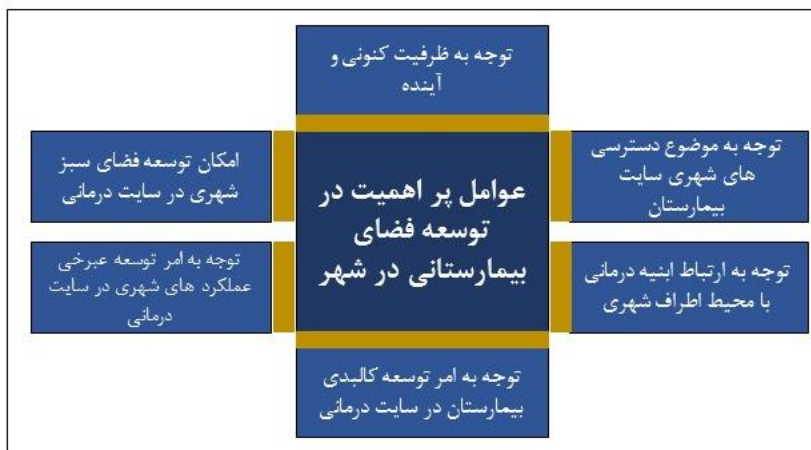 توجه به ظرفیت کنونی و
آینده
توجه به موضوع دسترسی
های شهری سایت
بیمارستان
امکان توسعه فضای سبز
شهری در سایت درمانی
عوامل پر اهمیت در
توسعه فضای
بیمارستانی در شهر
توجه به ارتباط ابنیه درمانی
با محیط اطراف شهری
توجه به امر توسعه عبرخی
عملکرد های شهری در سایت
درمانی
توجه به امر توسعه کالبدی
بیمارستان در سایت درمانی